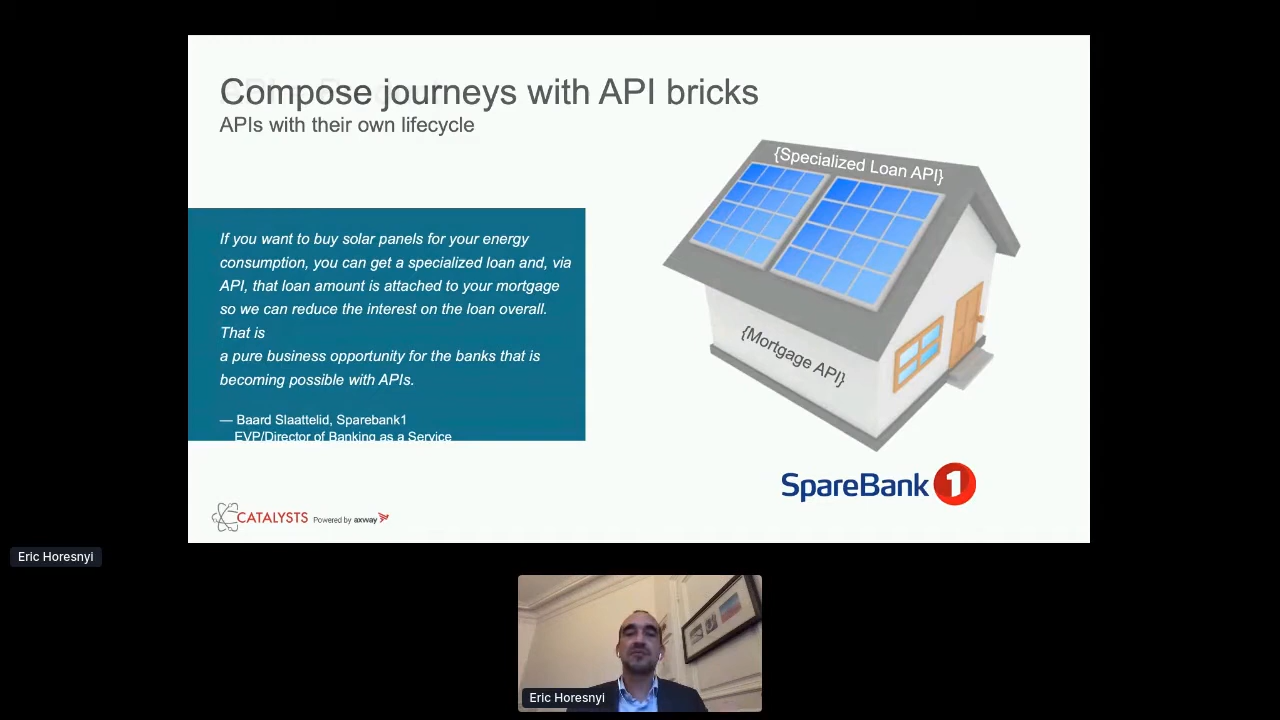 Compose journeys with API bricks
APIs with their own lifecycle
{Specialized Loan API}
If you want to buy solar panels for your energy
consumption, you can get a specialized loan and, via
API, that loan amount is attached to your mortgage
so we can reduce the interest on the loan overall.
That is
a pure business opportunity for the banks that is
becoming possible with APIs.
— Baard Slaattelid, Sparebank1
EVP/Director of Banking as a Service
{Mortgage API}
SpareBank 1
CATALYSTS Powered by axway
Eric Horesnyi
Eric Horesnyi